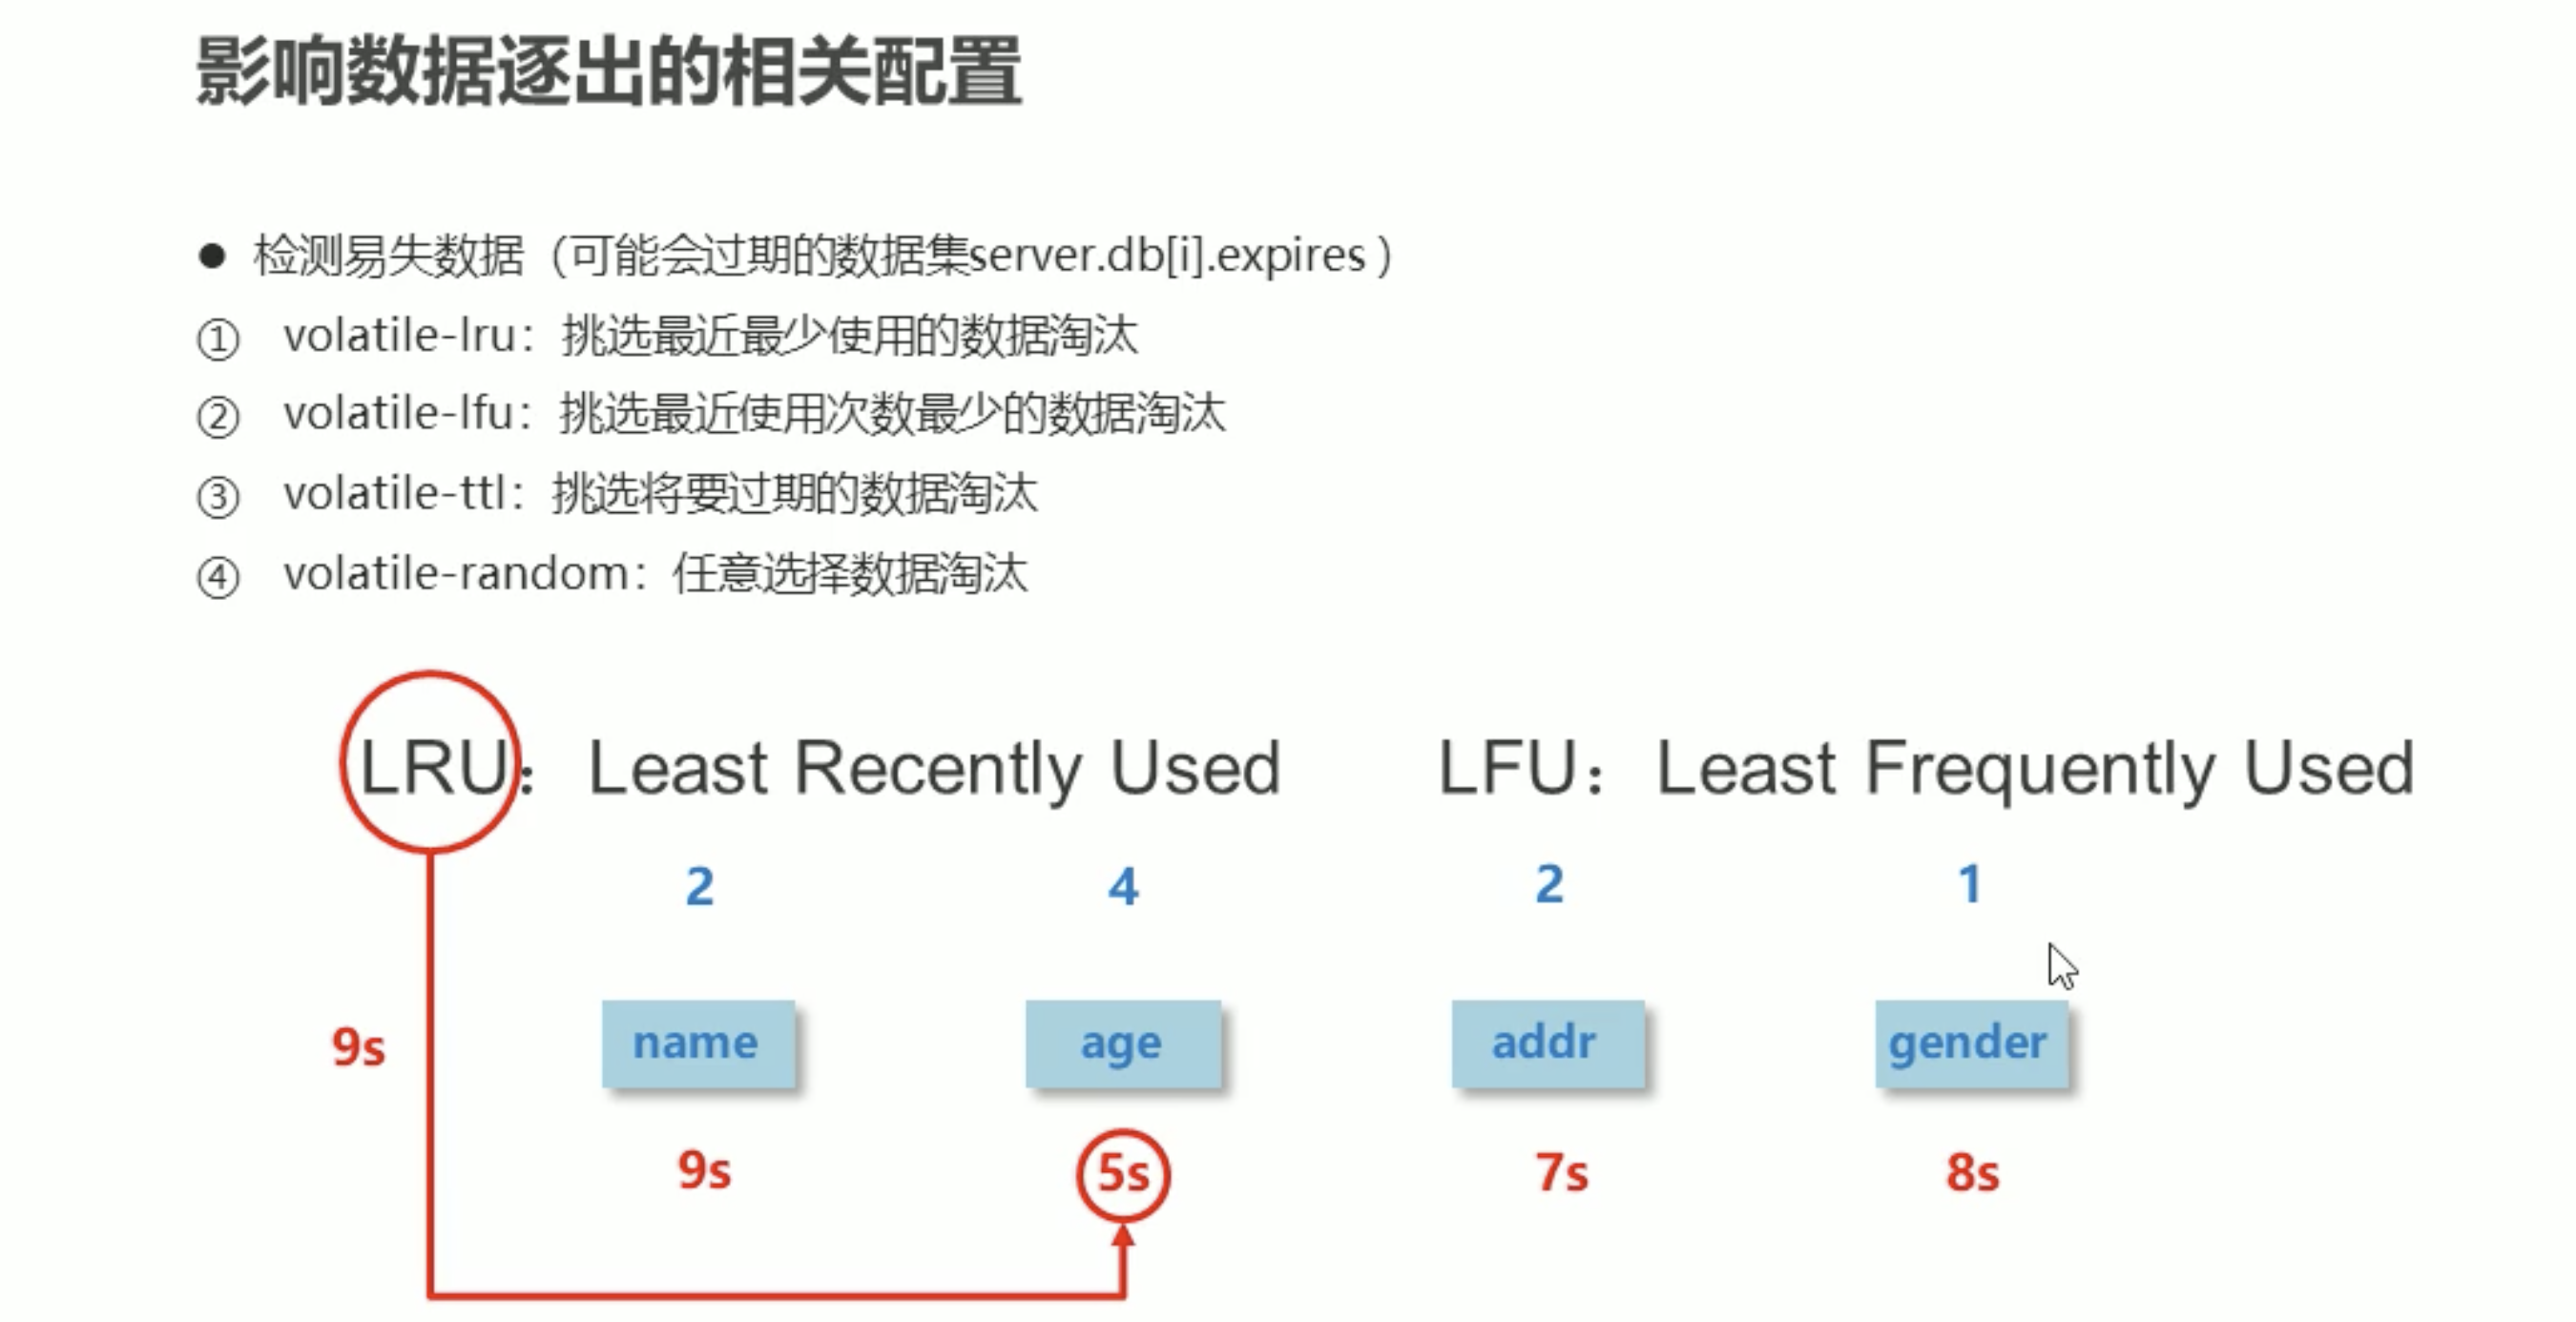 影响数据逐出的相关配置
● 检测易失数据（可能会过期的数据集server.db[i].expires ）
① volatile-lru：挑选最近最少使用的数据淘汰
② volatile-lfu：挑选最近使用次数最少的数据淘汰
③ volatile-ttl：挑选将要过期的数据淘汰
④ volatile-random：任意选择数据淘汰
LRU：Least Recently Used LFU：Least Frequently Used
2 4 2 1
9s name age addr gender
9s 5s 7s 8s